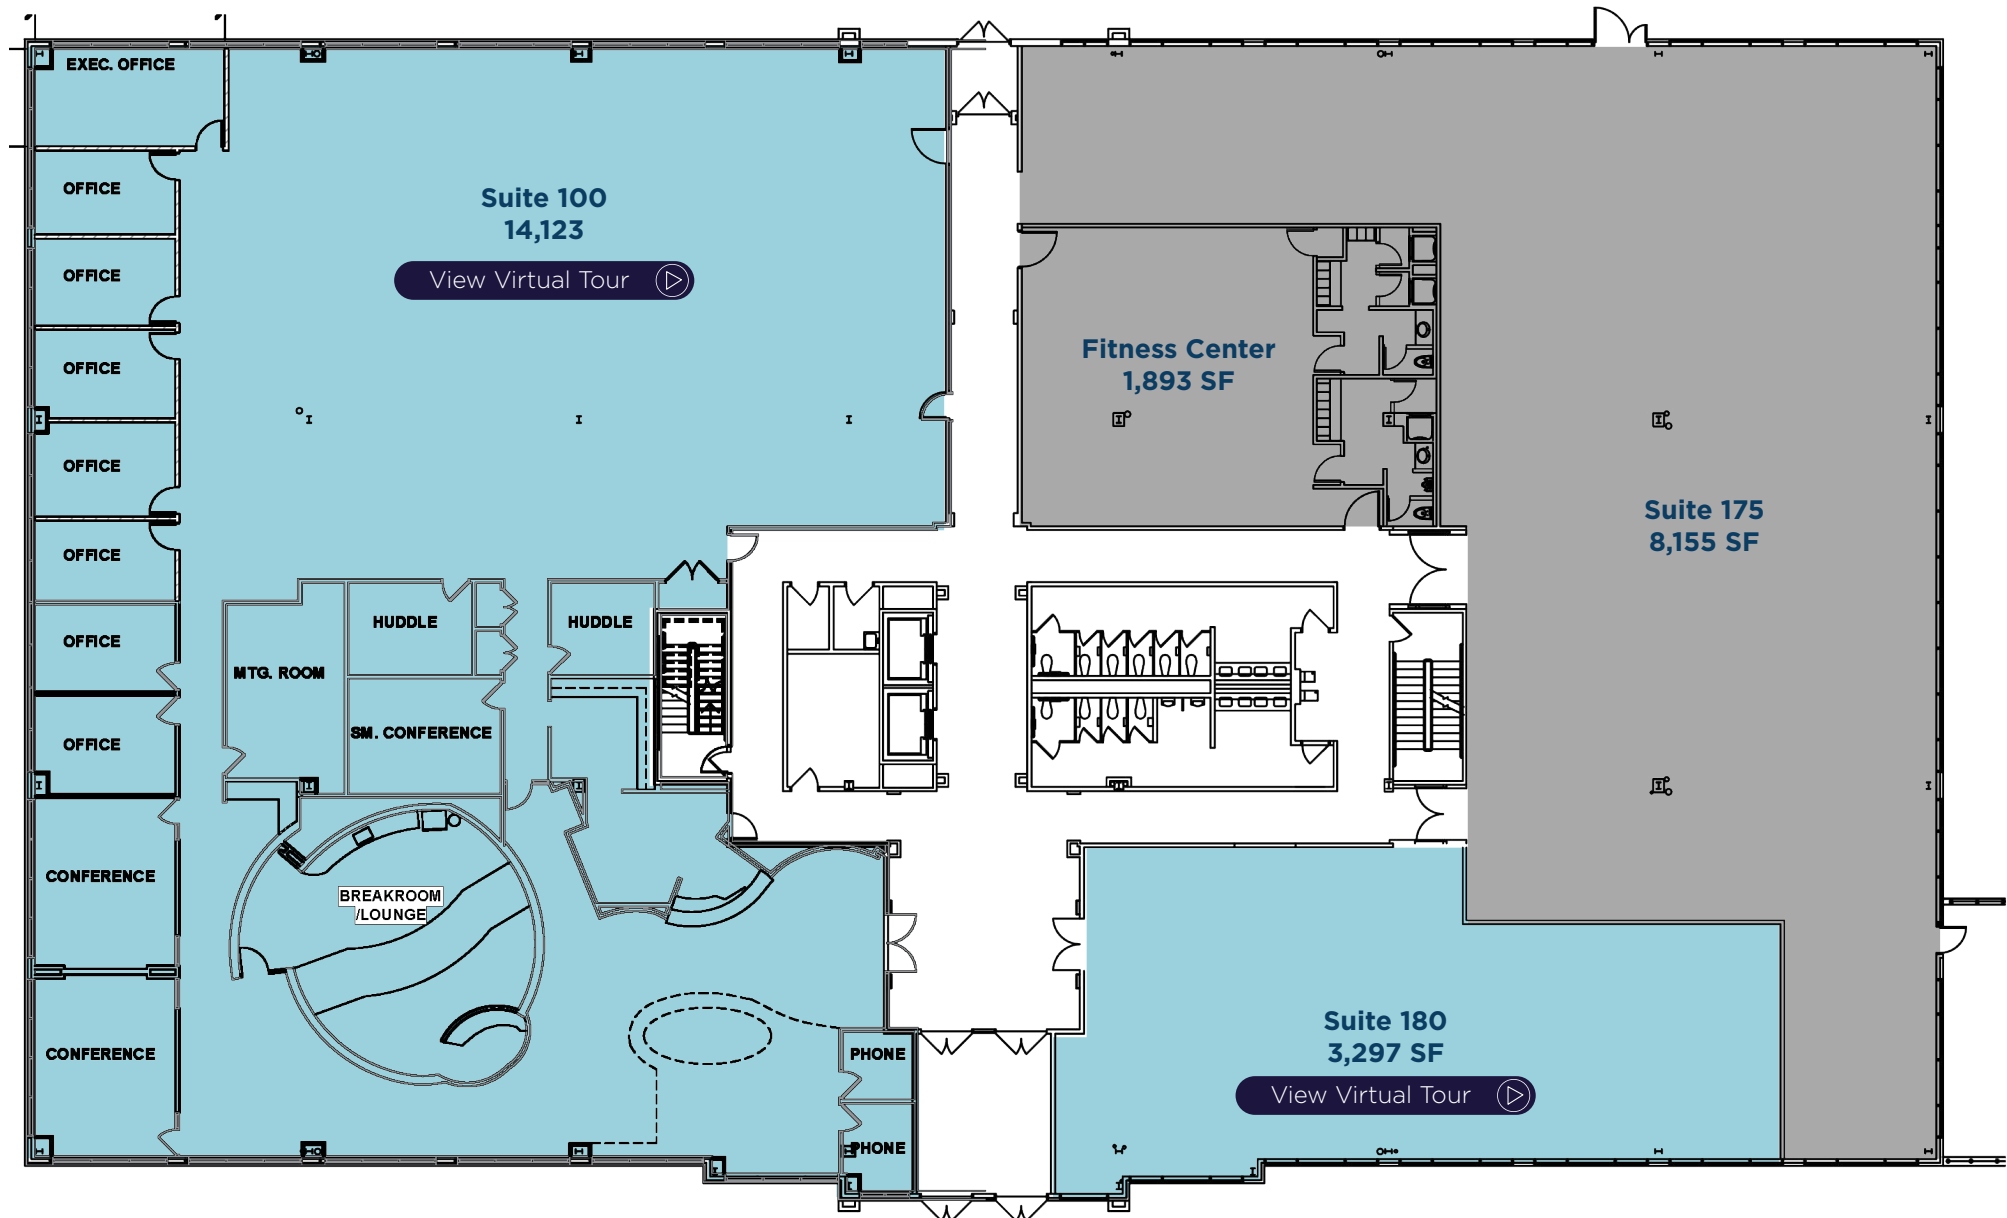 EXEC. OFFICE
OFFICE
Suite 100
14,123
View Virtual Tour
OFFICE
OFFICE
OFFICE
OFFICE
OFFICE
OFFICE
HUDDLE
HUDDLE
MTG. ROOM
SM. CONFERENCE
CONFERENCE
BREAKROOM
/LOUNGE
CONFERENCE
PHONE
PHONE
Fitness Center
1,893 SF
Suite 175
8,155 SF
Suite 180
3,297 SF
View Virtual Tour